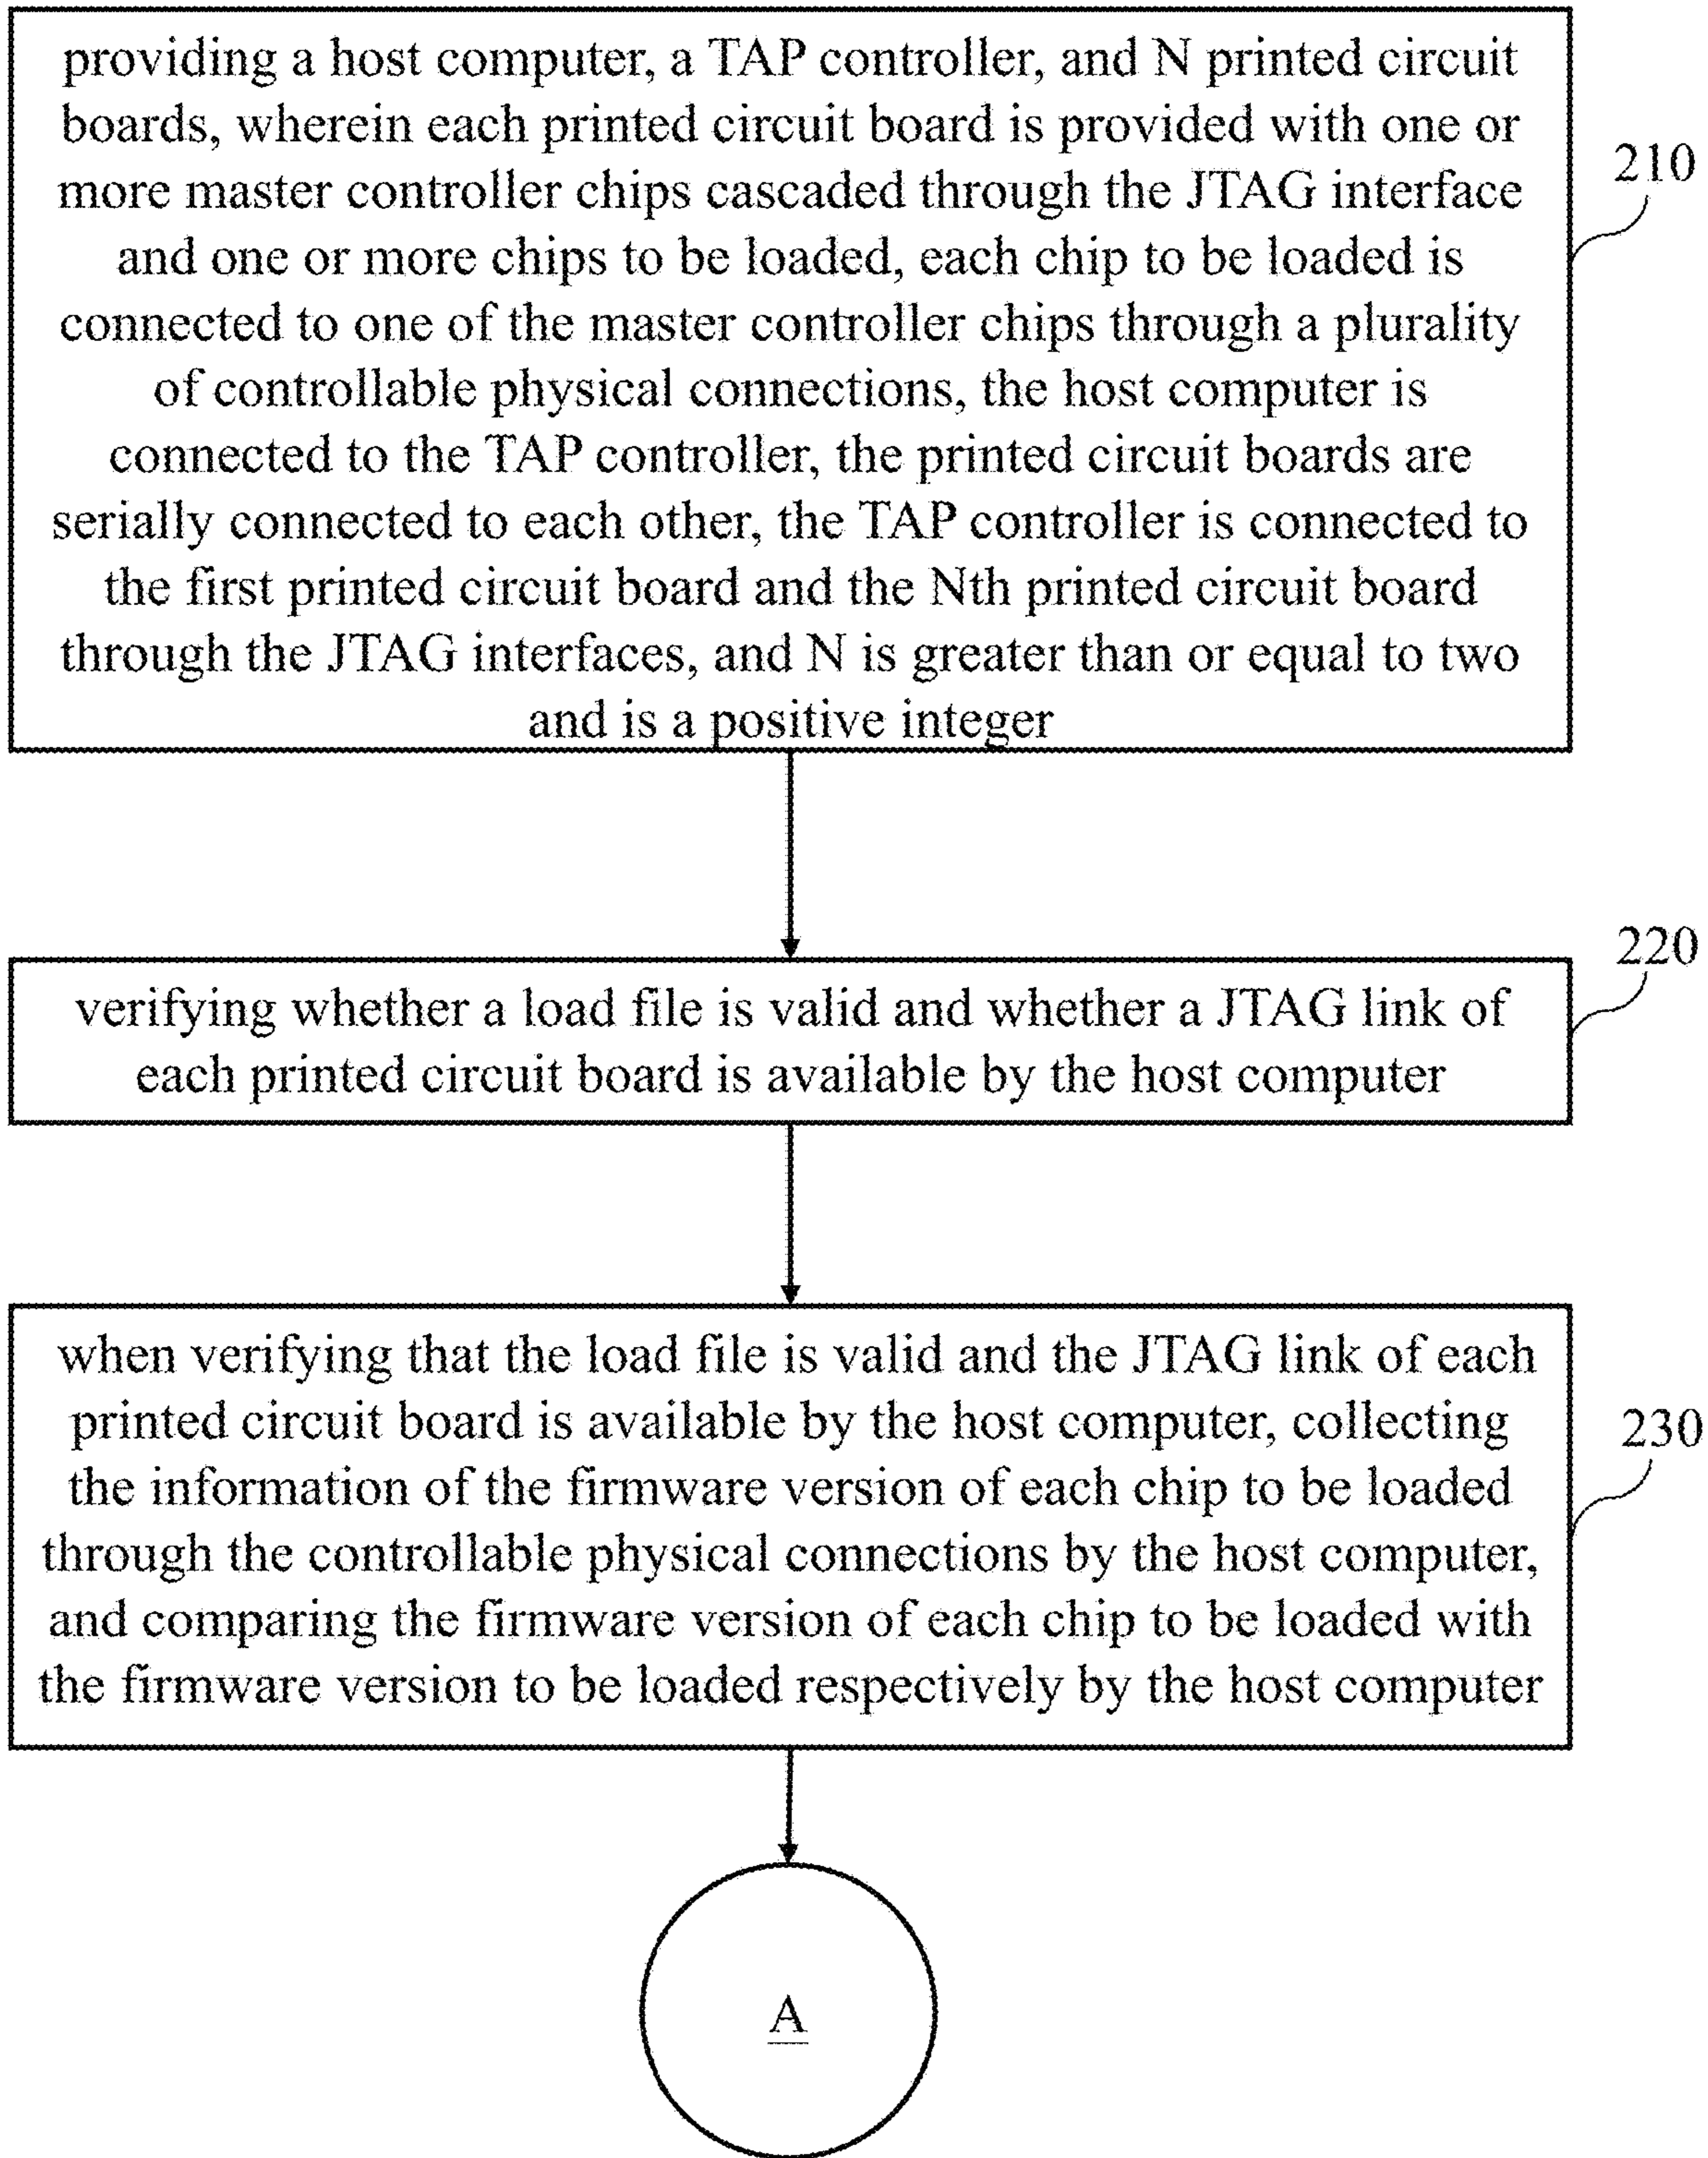 providing a host computer, a TAP controller, and N printed circuit
boards, wherein each printed circuit board is provided with one or
more master controller chips cascaded through the JTAG interface
and one or more chips to be loaded, each chip to be loaded is
connected to one of the master controller chips through a plurality
of controllable physical connections, the host computer is
connected to the TAP controller, the printed circuit boards are
serially connected to each other, the TAP controller is connected to
the first printed circuit board and the Nth printed circuit board
through the JTAG interfaces, and N is greater than or equal to two
and is a positive integer
210
verifying whether a load file is valid and whether a JTAG link of
each printed circuit board is available by the host computer
220
when verifying that the load file is valid and the JTAG link of each
printed circuit board is available by the host computer, collecting
the information of the firmware version of each chip to be loaded
through the controllable physical connections by the host computer,
and comparing the firmware version of each chip to be loaded with
the firmware version to be loaded respectively by the host computer
230
A